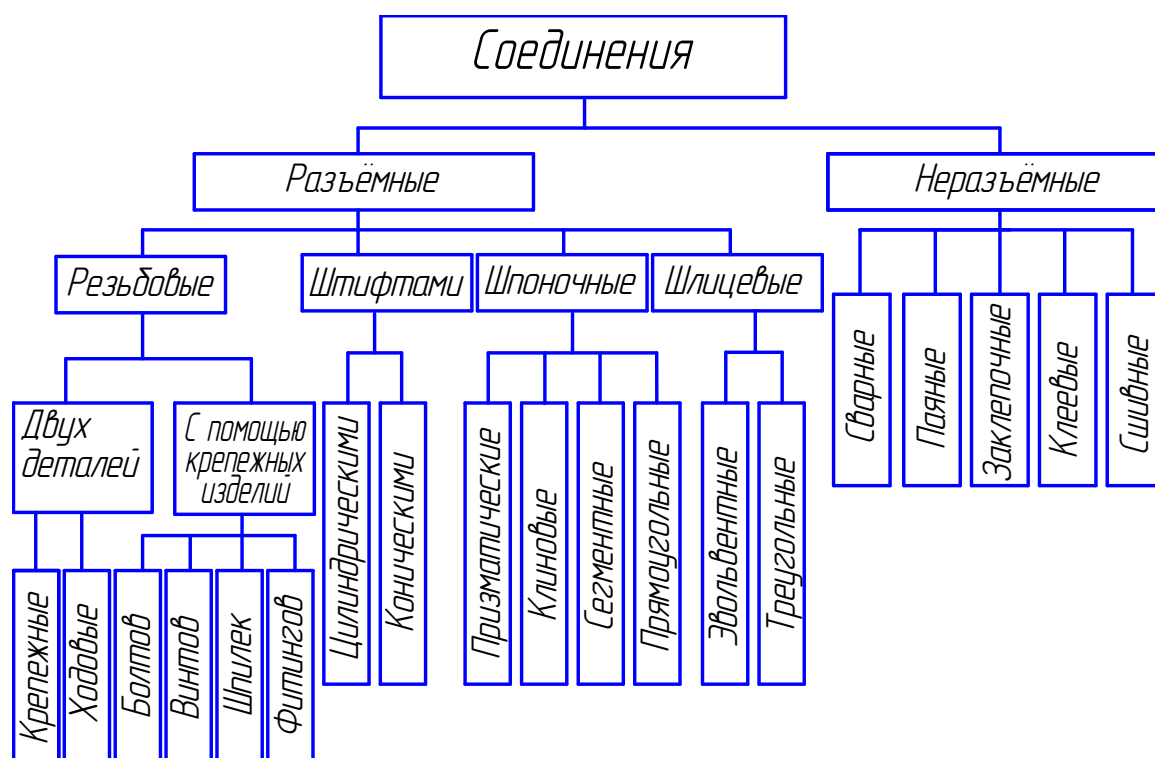 Соединения
Разъёмные
Неразъёмные
Резьбовые
Штифтами
Шпоночные
Шлицевые
Двух
деталей
С помощью
крепежных
изделий
Крепежные
Ходовые
Болтов
Винтов
Шпилек
Фитингов
Цилиндрическими
Коническими
Призматические
Клиновые
Сегментные
Прямоугольные
Эвольвентные
Треугольные
Сварные
Паяные
Заклепочные
Клеевые
Сшивные